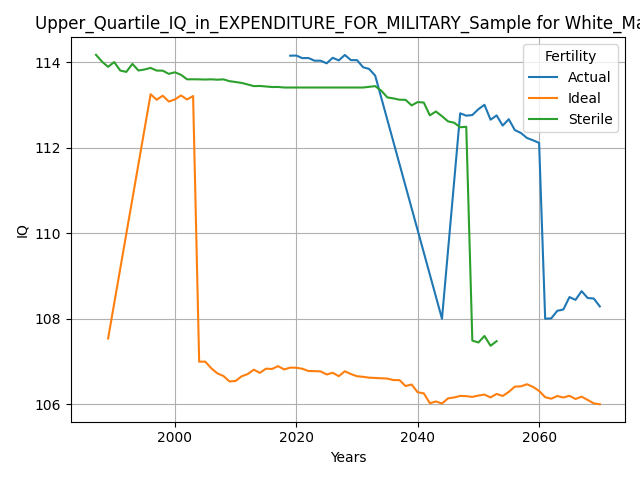 Upper_Quartile_IQ_in_EXPENDITURE_FOR_MILITARY_Sample for White_Ma
Fertility
Actual
Ideal
Sterile
114
112
110
108
106
IQ
2000
2020
2040
2060
Years